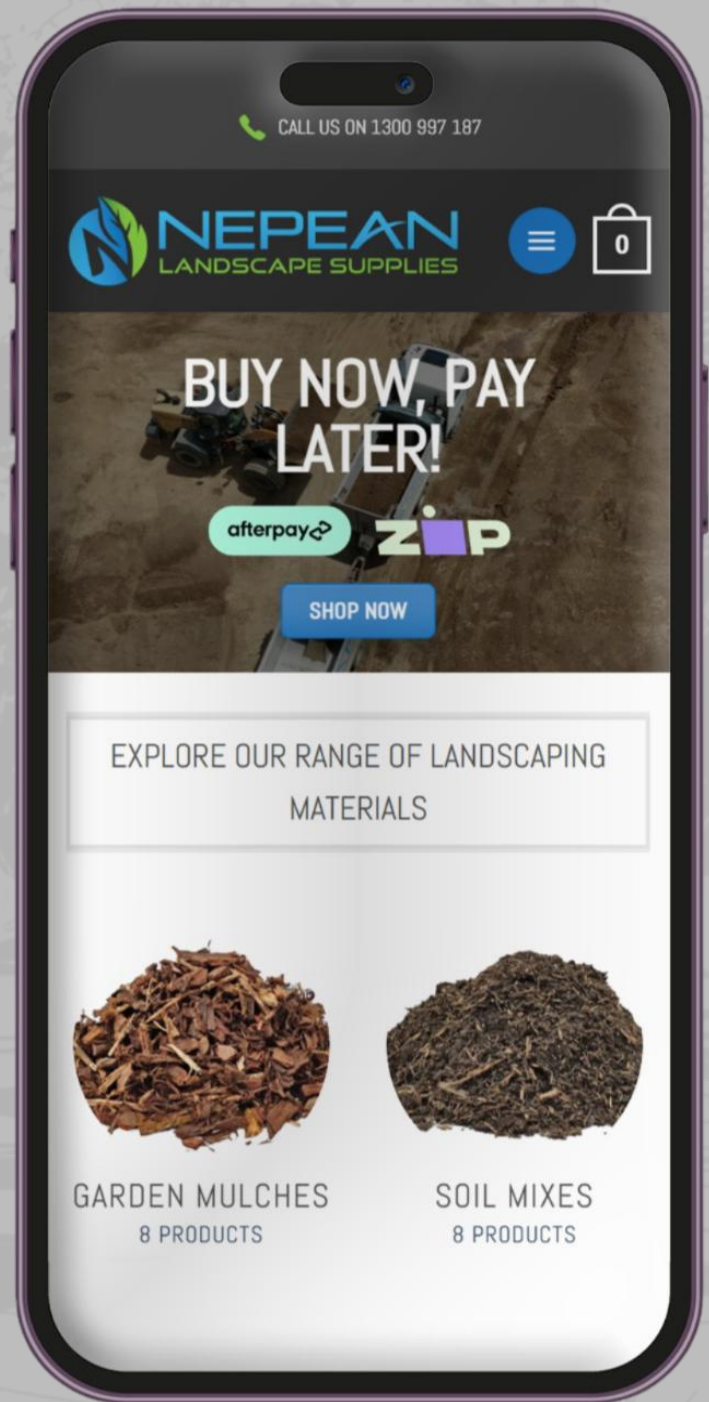 CALL US ON 1300 997 187
NEPEAN
LANDSCAPE SUPPLIES
0
BUY NOW, PAY
LATER!
afterpay
ZIP
SHOP NOW
EXPLORE OUR RANGE OF LANDSCAPING
MATERIALS
GARDEN MULCHES
8 PRODUCTS
SOIL MIXES
8 PRODUCTS